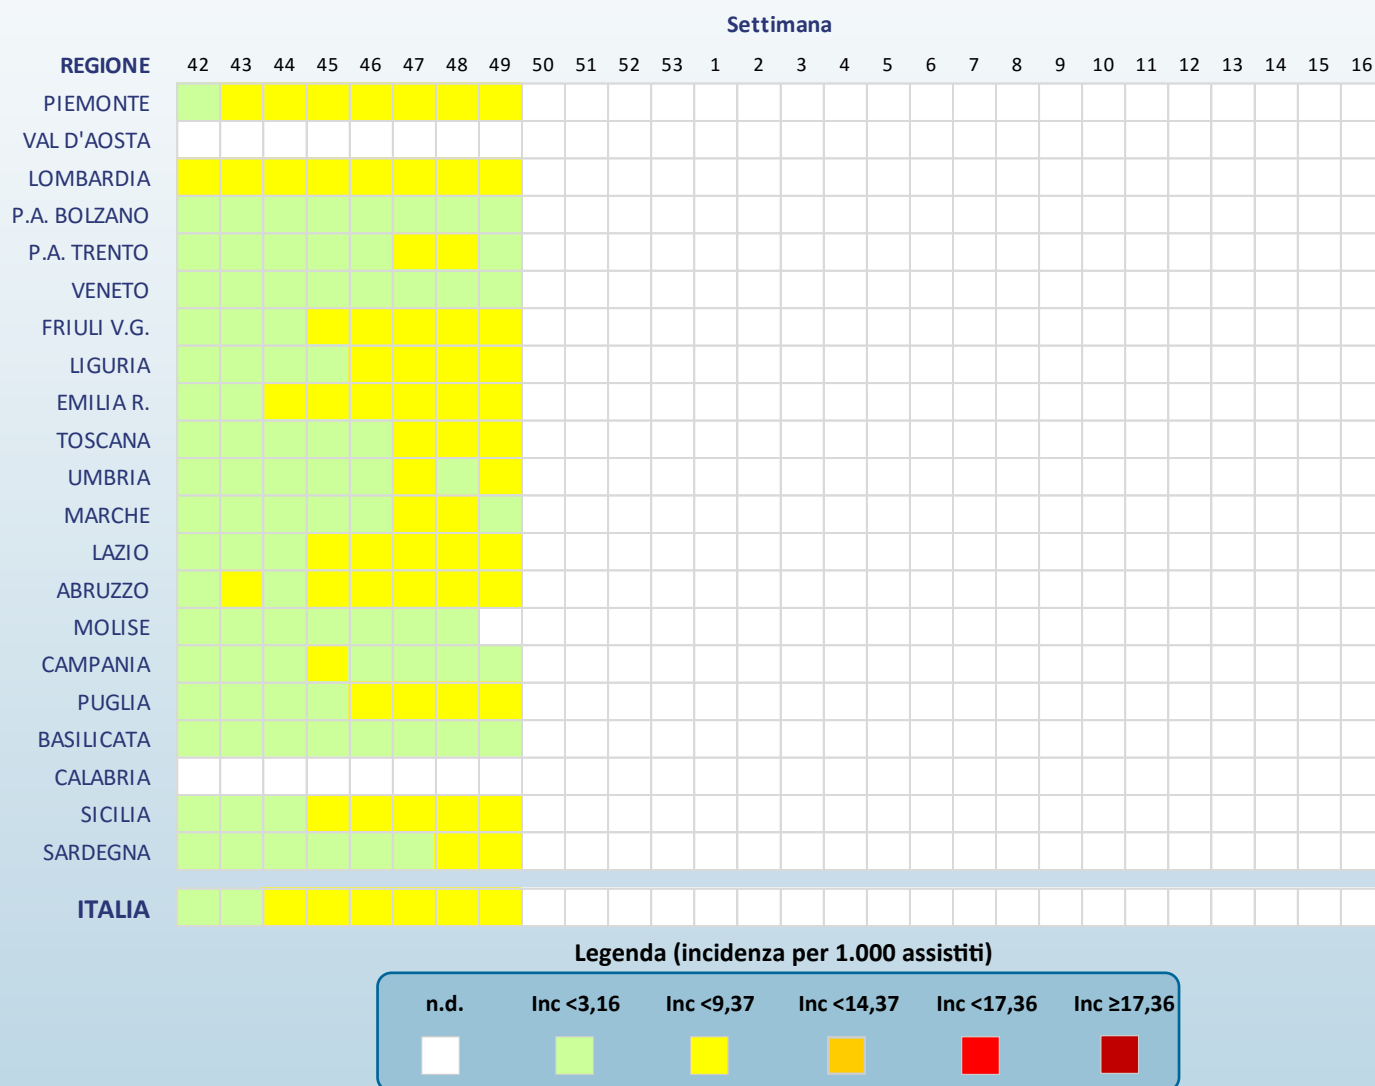 Settimana
REGIONE 42 43 44 45 46 47 48 49 50 51 52 53 1 2 3 4 5 6 7 8 9 10 11 12 13 14 15 16
PIEMONTE
VAL D'AOSTA
LOMBARDIA
P.A. BOLZANO
P.A. TRENTO
VENETO
FRIULI V.G.
LIGURIA
EMILIA R.
TOSCANA
UMBRIA
MARCHE
LAZIO
ABRUZZO
MOLISE
CAMPANIA
PUGLIA
BASILICATA
CALABRIA
SICILIA
SARDEGNA
ITALIA
Legenda (incidenza per 1.000 assistiti)
n.d. Inc <3,16 Inc <9,37 Inc <14,37 Inc <17,36 Inc ≥17,36